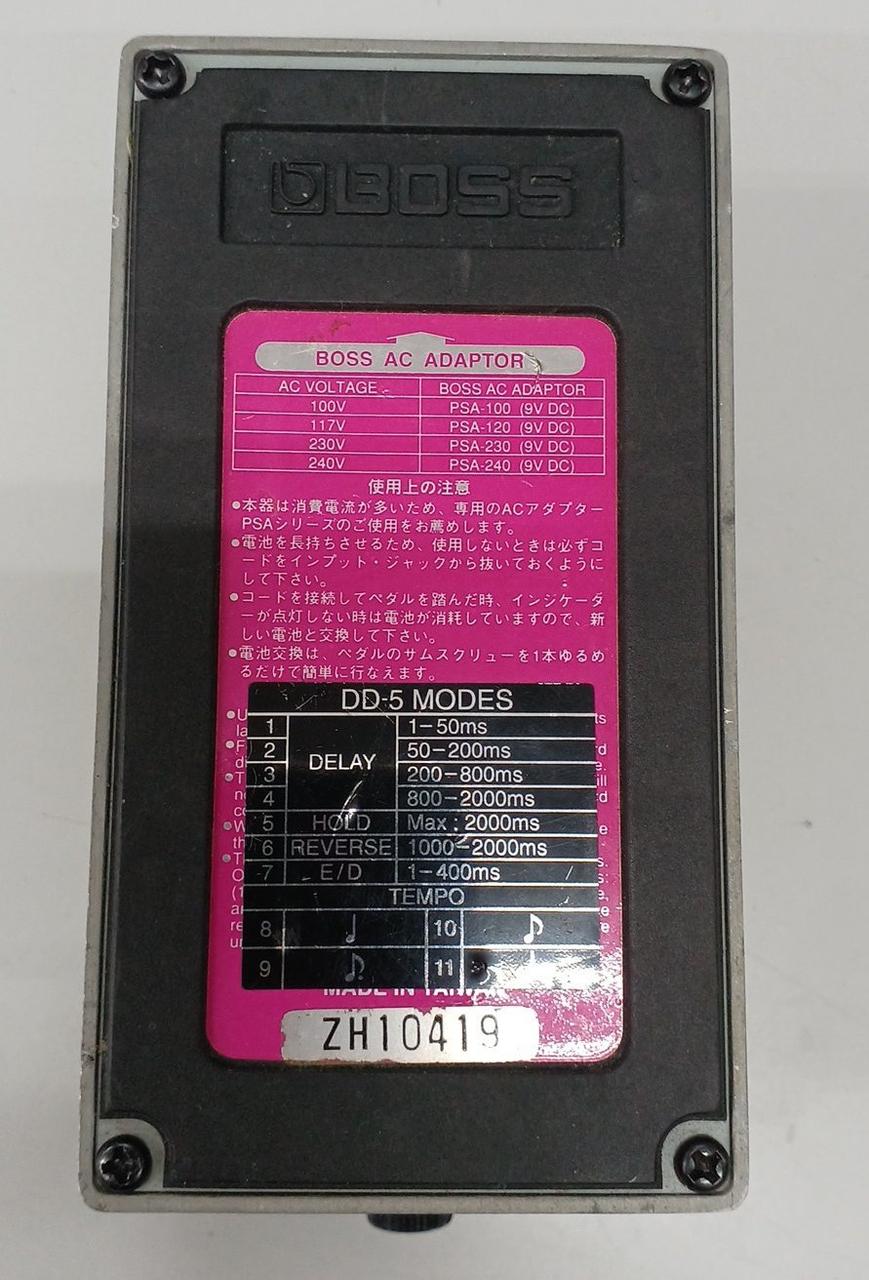 BOSS
BOSS AC ADAPTOR
AC VOLTAGE BOSS AC ADAPTOR
100V PSA-100 (9V DC)
117V PSA-120 (9V DC)
230V PSA-230 (9V DC)
240V PSA-240 (9V DC)
使用上の注意
●本器は消費電流が多いため、専用のACアダプター
PSAシリーズのご使用をお薦めします。
●電池を長持ちさせるため、使用しないときは必ずコ
ードをインプット・ジャックから抜いておくように
して下さい。
●コードを接続してペダルを踏んだ時、インジケータ
ーが点灯しない時は電池が消耗していますので、新
しい電池と交換して下さい。
●電池交換は、ペダルのサムスクリューを1本ゆるめ
るだけで簡単に行なえます。
DD-5 MODES
1 DELAY 1-50ms
2 50-200ms
3 200-800ms
4 800-2000ms
5 HOLD Max : 2000ms
6 REVERSE 1000-2000ms
7 E/D 1-400ms
TEMPO
8 ♩ 10 ♪
9 ♪. 11
MADE IN TAIWAN
ZH10419